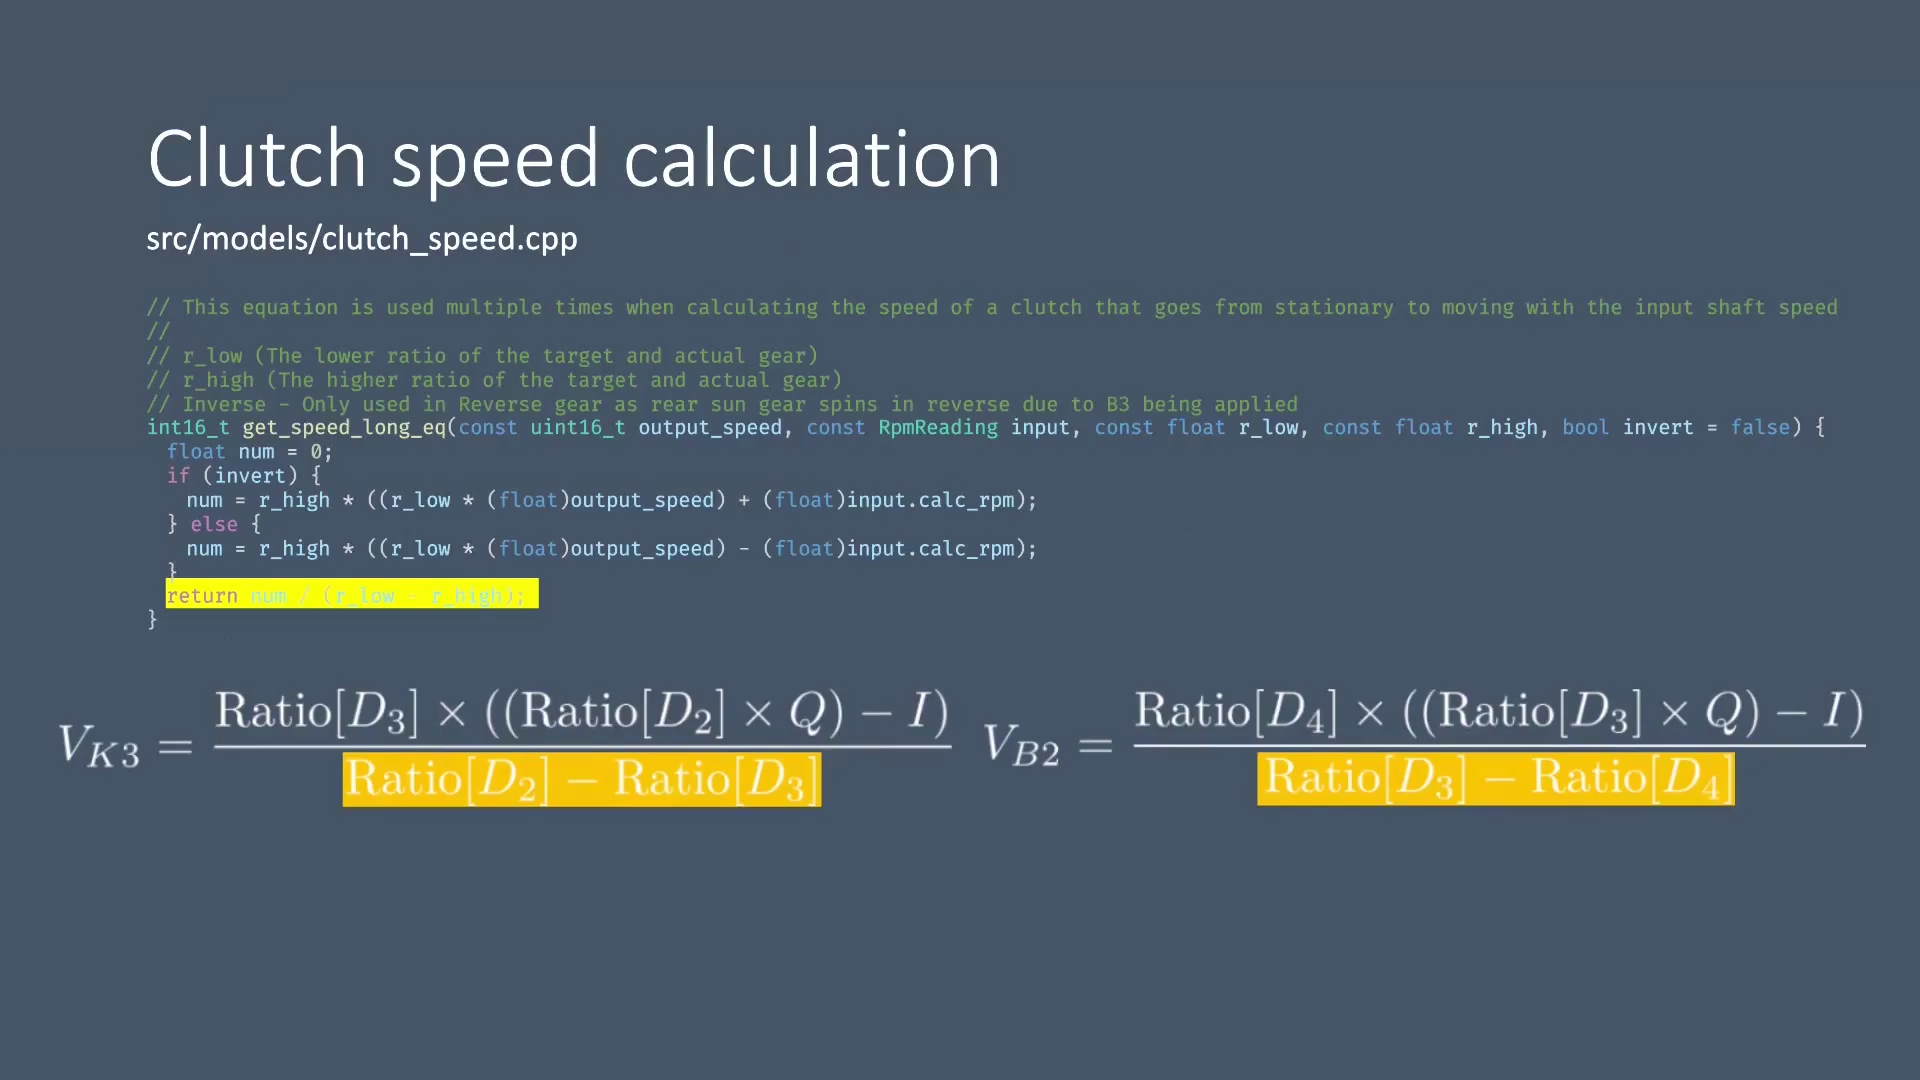 Clutch speed calculation
src/models/clutch_speed.cpp
// This equation is used multiple times when calculating the speed of a clutch that goes from stationary to moving with the input shaft speed
//
// r_low (The lower ratio of the target and actual gear)
// r_high (The higher ratio of the target and actual gear)
// Inverse - Only used in Reverse gear as rear sun gear spins in reverse due to B3 being applied
int16_t get_speed_long_eq(const uint16_t output_speed, const RpmReading input, const float r_low, const float r_high, bool invert = false) {
float num = 0;
if (invert) {
num = r_high * ((r_low * (float)output_speed) + (float)input.calc_rpm);
} else {
num = r_high * ((r_low * (float)output_speed) - (float)input.calc_rpm);
}
return num / (r_low - r_high);
}
V_{K3} = \frac{Ratio[D_3] × ((Ratio[D_2] × Q) − I)}{Ratio[D_2] − Ratio[D_3]}
V_{B2} = \frac{Ratio[D_4] × ((Ratio[D_3] × Q) − I)}{Ratio[D_3] − Ratio[D_4]}